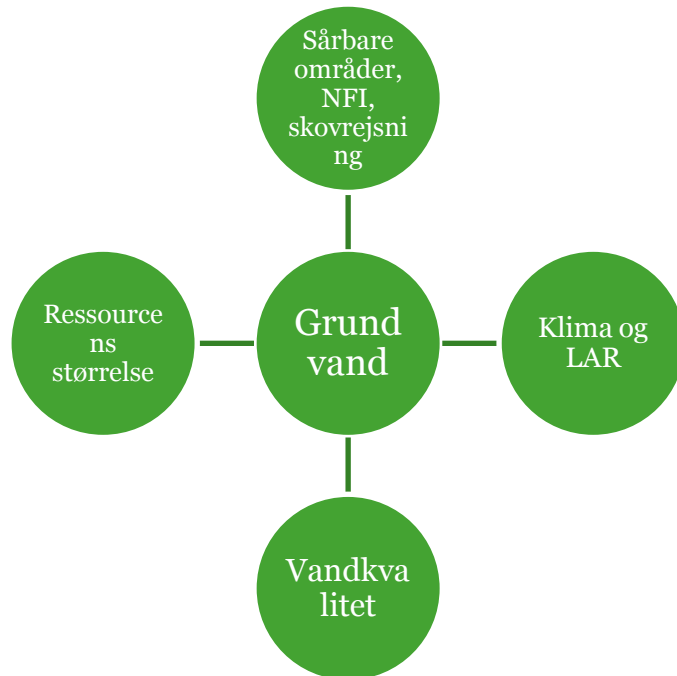 Sårbare
områder,
NFI,
skovrejsni
ng
Ressource
ns
størrelse
Grund
vand
Klima og
LAR
Vandkva
litet